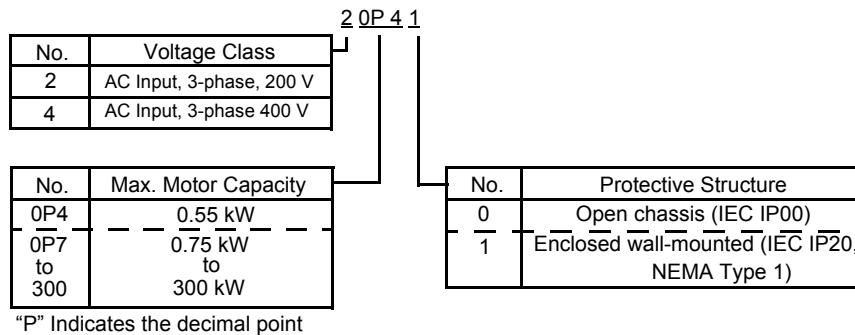 2 0P 4 1
No. Voltage Class
2 AC Input, 3-phase, 200 V
4 AC Input, 3-phase 400 V
No. Max. Motor Capacity
0P4 0.55 kW
0P7 0.75 kW
to to
300 300 kW
"P" Indicates the decimal point
No. Protective Structure
0 Open chassis (IEC IP00)
1 Enclosed wall-mounted (IEC IP20,
NEMA Type 1)